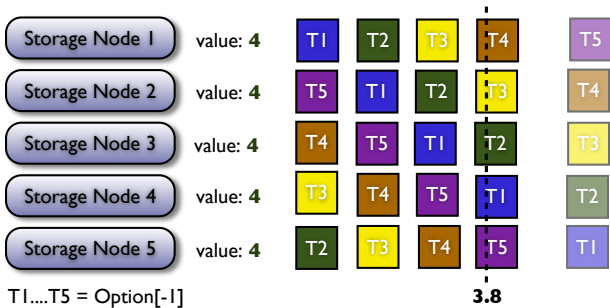 Storage Node 1 value: 4 T1 T2 T3 T4 T5
Storage Node 2 value: 4 T5 T1 T2 T3 T4
Storage Node 3 value: 4 T4 T5 T1 T2 T3
Storage Node 4 value: 4 T3 T4 T5 T1 T2
Storage Node 5 value: 4 T2 T3 T4 T5 T1
T1....T5 = Option[-1] 3.8